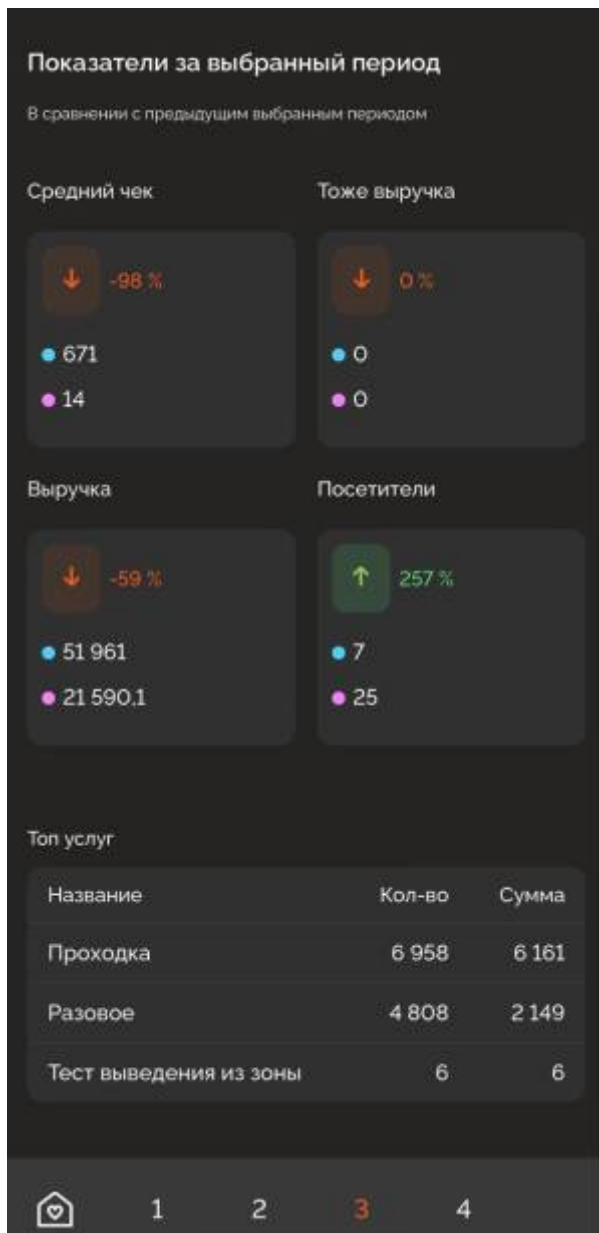 Показатели за выбранный период
В сравнении с предыдущим выбранным периодом
Средний чек
Тоже выручка
-98 %
0 %
671
0
14
0
Выручка
Посетители
-59 %
257 %
51 961
7
21 590,1
25
Топ услуг
Название Кол-во Сумма
Проходка 6 958 6 161
Разовое 4 808 2 149
Тест выведения из зоны 6 6
1 2 3 4